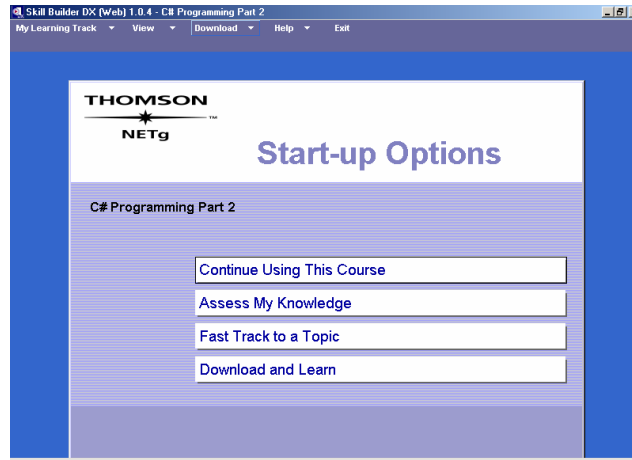 Skill Builder DX (Web) 1.0.4 - C# Programming Part 2
My Learning Track View Download Help Exit
THOMSON
TM
NETg
Start-up Options
C# Programming Part 2
Continue Using This Course
Assess My Knowledge
Fast Track to a Topic
Download and Learn